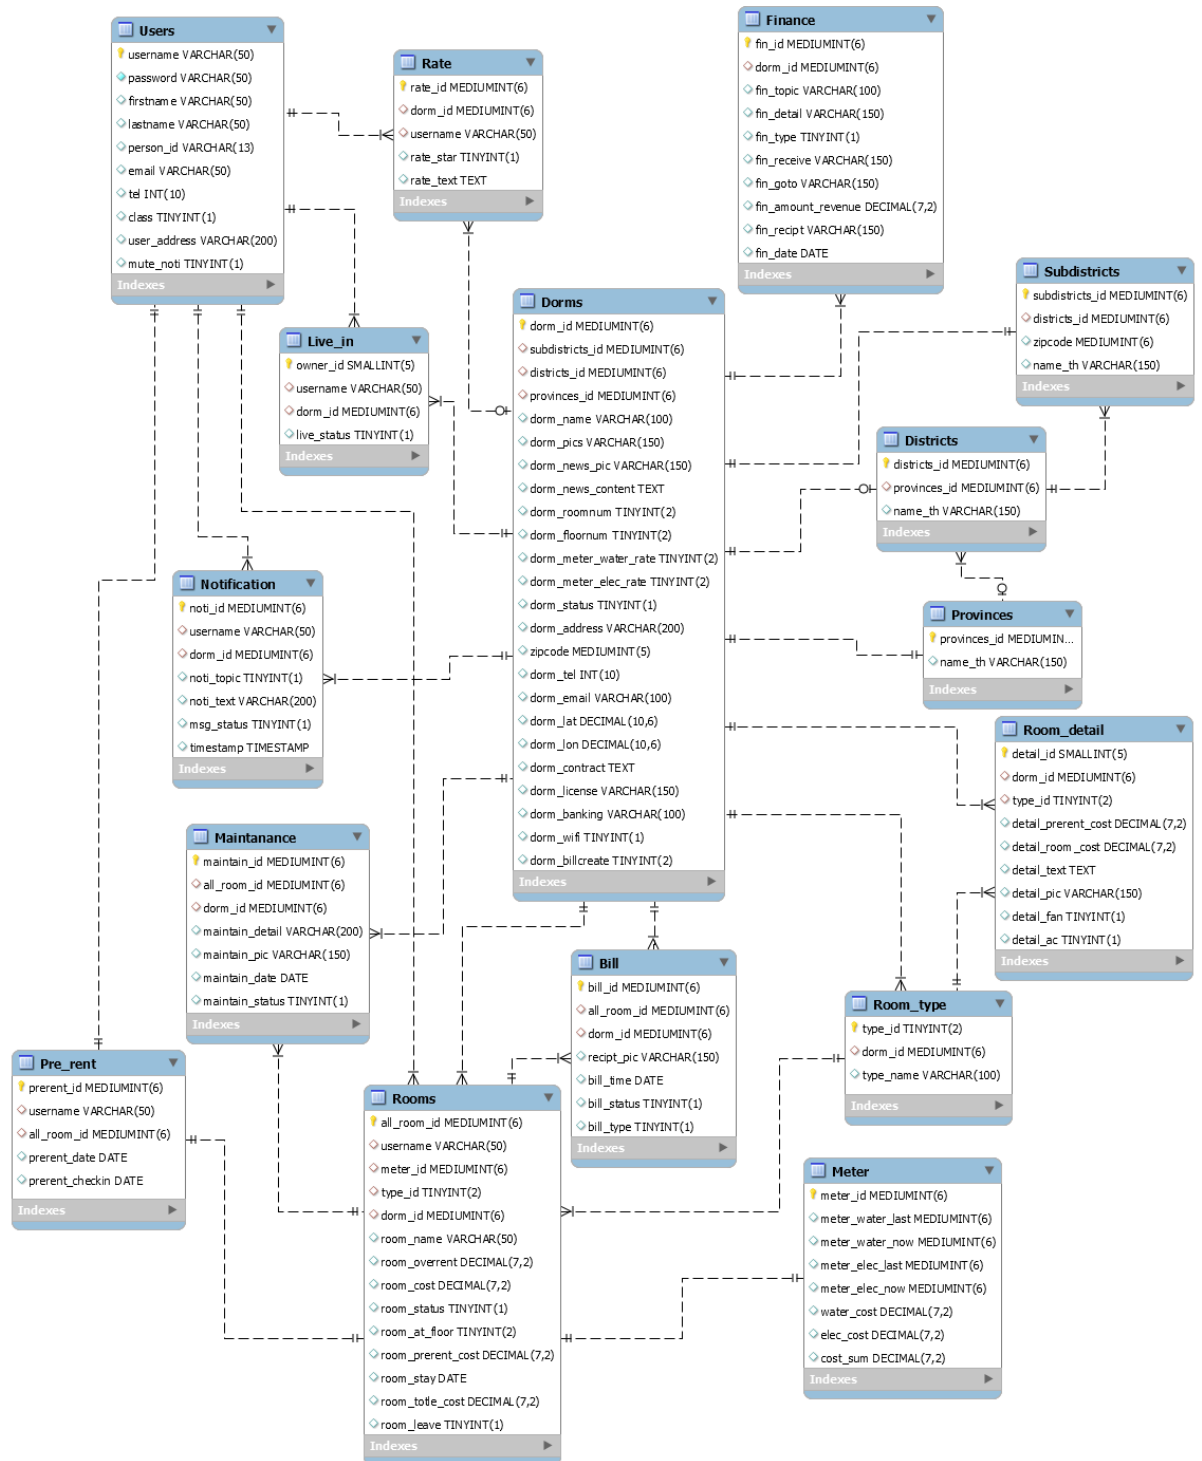 Users
username VARCHAR(50)
password VARCHAR(50)
firstname VARCHAR(50)
lastname VARCHAR(50)
person_id VARCHAR(13)
email VARCHAR(50)
tel INT(10)
class TINYINT(1)
user_address VARCHAR(200)
mute_noti TINYINT(1)
Indexes
Rate
rate_id MEDIUMINT(6)
dorm_id MEDIUMINT(6)
username VARCHAR(50)
rate_star TINYINT(1)
rate_text TEXT
Indexes
Finance
fin_id MEDIUMINT(6)
dorm_id MEDIUMINT(6)
fin_topic VARCHAR(100)
fin_detail VARCHAR(150)
fin_type TINYINT(1)
fin_receive VARCHAR(150)
fin_goto VARCHAR(150)
fin_amount_revenue DECIMAL(7,2)
fin_recipt VARCHAR(150)
fin_date DATE
Indexes
Subdistricts
subdistricts_id MEDIUMINT(6)
districts_id MEDIUMINT(6)
zipcode MEDIUMINT(6)
name_th VARCHAR(150)
Indexes
Live_in
owner_id SMALLINT(5)
username VARCHAR(50)
dorm_id MEDIUMINT(6)
live_status TINYINT(1)
Indexes
Dorms
dorm_id MEDIUMINT(6)
subdistricts_id MEDIUMINT(6)
districts_id MEDIUMINT(6)
provinces_id MEDIUMINT(6)
dorm_name VARCHAR(100)
dorm_pics VARCHAR(150)
dorm_news_pic VARCHAR(150)
dorm_news_content TEXT
dorm_roomnum TINYINT(2)
dorm_floornum TINYINT(2)
dorm_meter_water_rate TINYINT(2)
dorm_meter_elec_rate TINYINT(2)
dorm_status TINYINT(1)
dorm_address VARCHAR(200)
zipcode MEDIUMINT(5)
dorm_tel INT(10)
dorm_email VARCHAR(100)
dorm_lat DECIMAL(10,6)
dorm_lon DECIMAL(10,6)
dorm_contract TEXT
dorm_license VARCHAR(150)
dorm_banking VARCHAR(100)
dorm_wifi TINYINT(1)
dorm_billcreate TINYINT(2)
Indexes
Districts
districts_id MEDIUMINT(6)
provinces_id MEDIUMINT(6)
name_th VARCHAR(150)
Indexes
Notification
noti_id MEDIUMINT(6)
username VARCHAR(50)
dorm_id MEDIUMINT(6)
noti_topic TINYINT(1)
noti_text VARCHAR(200)
msg_status TINYINT(1)
timestamp TIMESTAMP
Indexes
Provinces
provinces_id MEDIUMIN...
name_th VARCHAR(150)
Indexes
Room_detail
detail_id SMALLINT(5)
dorm_id MEDIUMINT(6)
type_id TINYINT(2)
detail_prerent_cost DECIMAL(7,2)
detail_room_cost DECIMAL(7,2)
detail_text TEXT
detail_pic VARCHAR(150)
detail_fan TINYINT(1)
detail_ac TINYINT(1)
Indexes
Maintanance
maintain_id MEDIUMINT(6)
all_room_id MEDIUMINT(6)
dorm_id MEDIUMINT(6)
maintain_detail VARCHAR(200)
maintain_pic VARCHAR(150)
maintain_date DATE
maintain_status TINYINT(1)
Indexes
Bill
bill_id MEDIUMINT(6)
all_room_id MEDIUMINT(6)
dorm_id MEDIUMINT(6)
recipt_pic VARCHAR(150)
bill_time DATE
bill_status TINYINT(1)
bill_type TINYINT(1)
Indexes
Room_type
type_id TINYINT(2)
dorm_id MEDIUMINT(6)
type_name VARCHAR(100)
Indexes
Pre_rent
prerent_id MEDIUMINT(6)
username VARCHAR(50)
all_room_id MEDIUMINT(6)
prerent_date DATE
prerent_checkin DATE
Indexes
Rooms
all_room_id MEDIUMINT(6)
username VARCHAR(50)
meter_id MEDIUMINT(6)
type_id TINYINT(2)
dorm_id MEDIUMINT(6)
room_name VARCHAR(50)
room_overrent DECIMAL(7,2)
room_cost DECIMAL(7,2)
room_status TINYINT(1)
room_at_floor TINYINT(2)
room_prerent_cost DECIMAL(7,2)
room_stay DATE
room_totle_cost DECIMAL(7,2)
room_leave TINYINT(1)
Indexes
Meter
meter_id MEDIUMINT(6)
meter_water_last MEDIUMINT(6)
meter_water_now MEDIUMINT(6)
meter_elec_last MEDIUMINT(6)
meter_elec_now MEDIUMINT(6)
water_cost DECIMAL(7,2)
elec_cost DECIMAL(7,2)
cost_sum DECIMAL(7,2)
Indexes